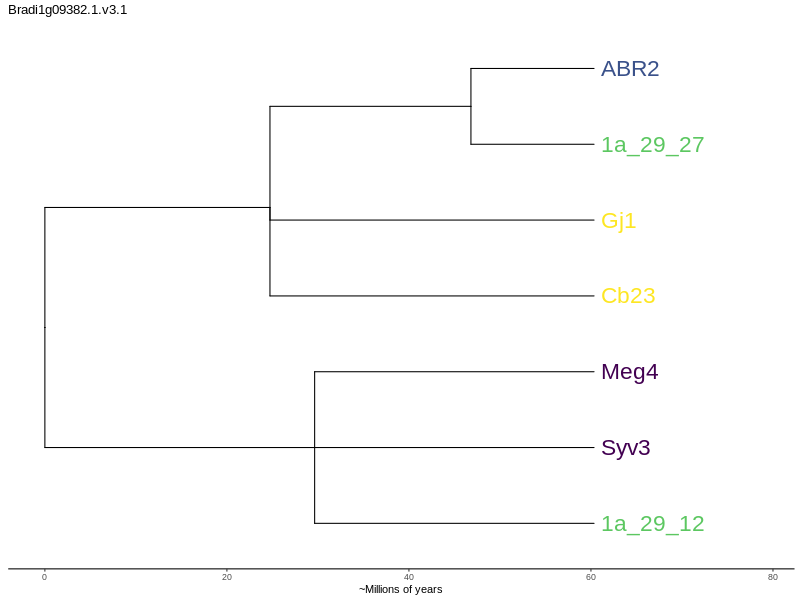 Bradi1g09382.1.v3.1
ABR2
1a_29_27
Gj1
Cb23
Meg4
Syv3
1a_29_12
0 20 40 60 80
~Millions of years